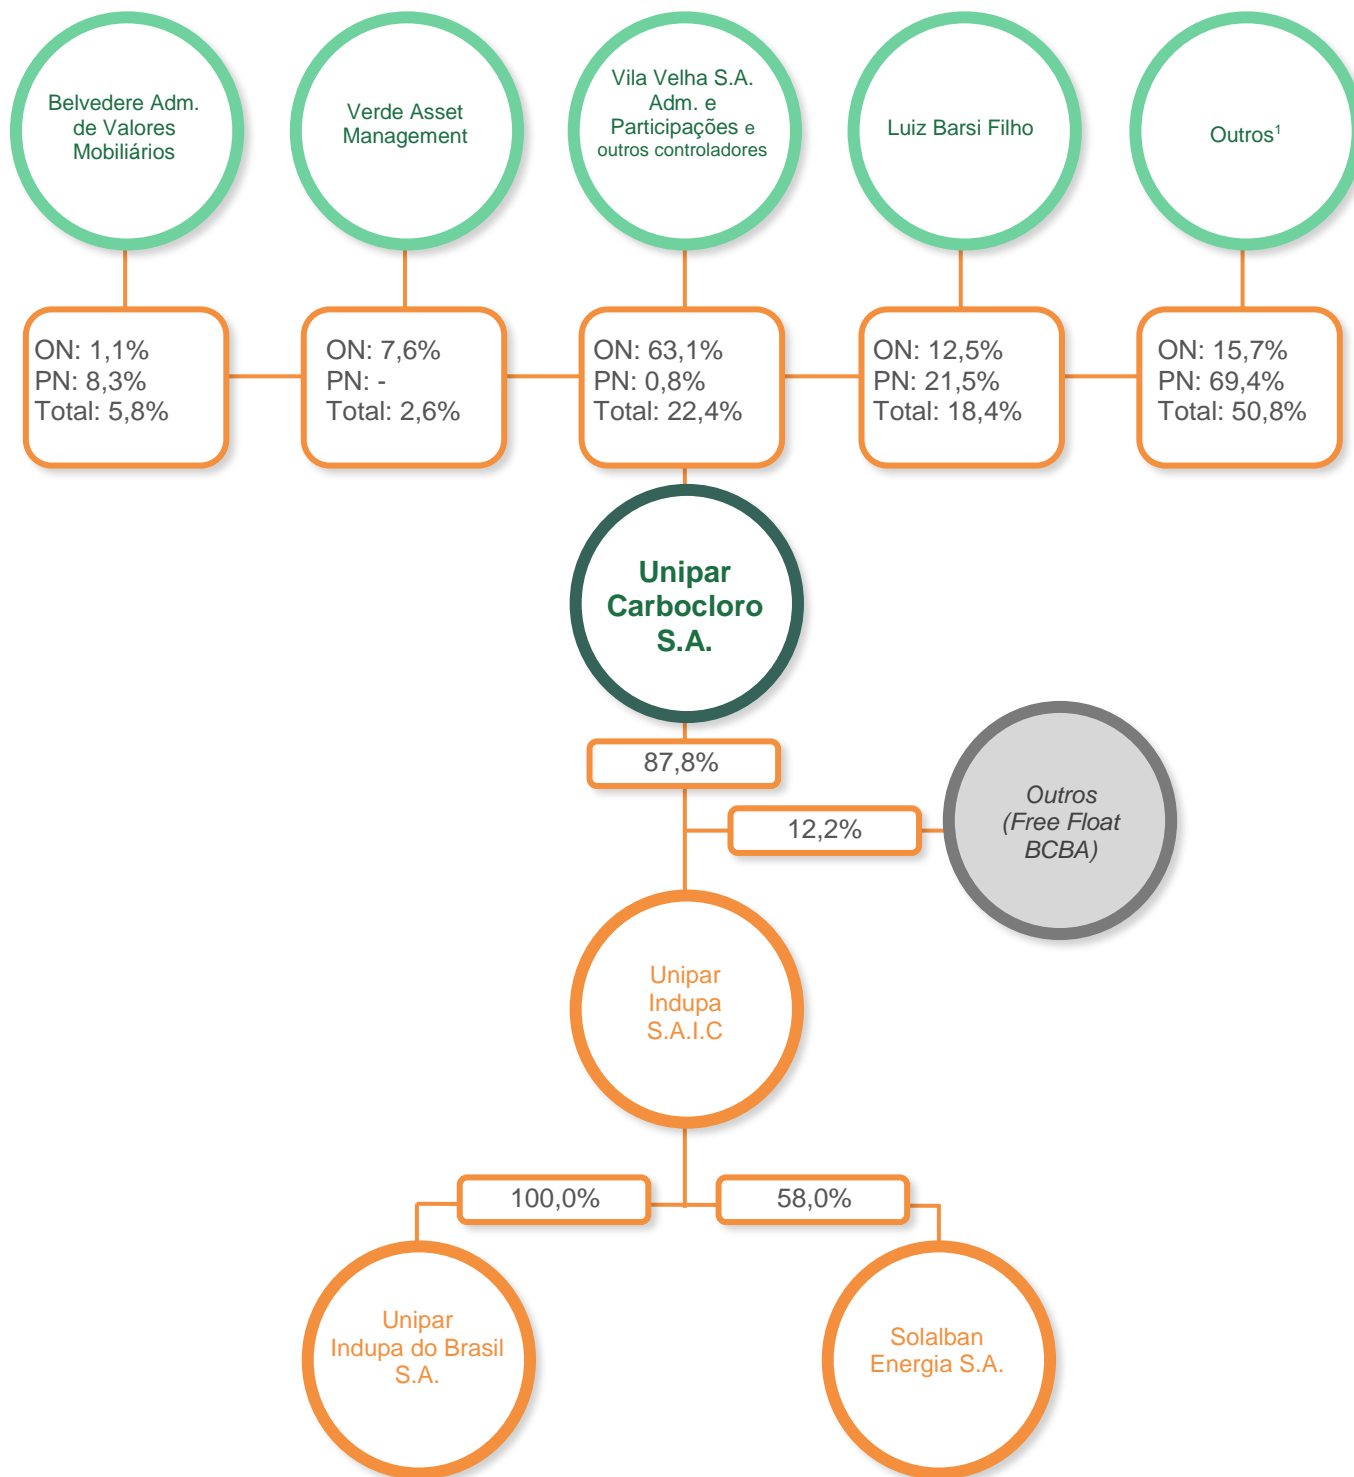 Belvedere Adm.
de Valores
Mobiliários
Verde Asset
Management
Vila Velha S.A.
Adm. e
Participações e
outros controladores
Luiz Barsi Filho
Outros¹
ON: 1,1%
PN: 8,3%
Total: 5,8%
ON: 7,6%
PN: -
Total: 2,6%
ON: 63,1%
PN: 0,8%
Total: 22,4%
ON: 12,5%
PN: 21,5%
Total: 18,4%
ON: 15,7%
PN: 69,4%
Total: 50,8%
Unipar
Carbocloro
S.A.
87,8%
12,2%
Outros
(Free Float
BCBA)
Unipar
Indupa
S.A.I.C
100,0%
58,0%
Unipar
Indupa do Brasil
S.A.
Solalban
Energia S.A.